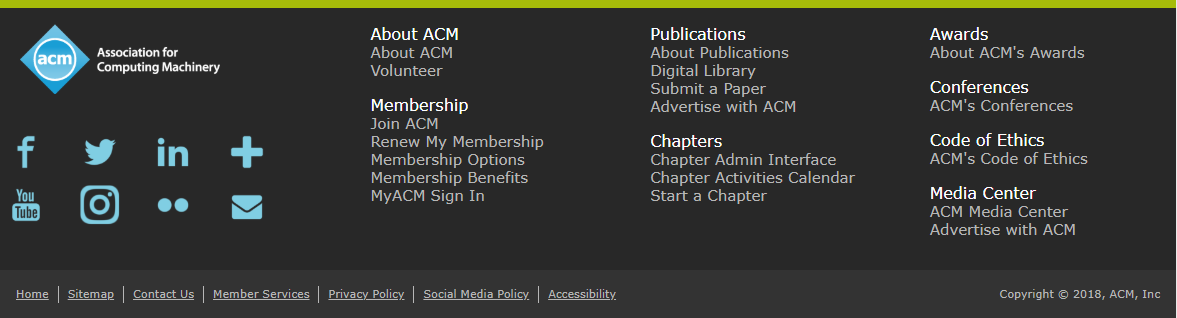 acm
Association for
Computing Machinery
f
in
You
Tube
About ACM
About ACM
Volunteer
Membership
Join ACM
Renew My Membership
Membership Options
Membership Benefits
MyACM Sign In
Publications
About Publications
Digital Library
Submit a Paper
Advertise with ACM
Chapters
Chapter Admin Interface
Chapter Activities Calendar
Start a Chapter
Awards
About ACM's Awards
Conferences
ACM's Conferences
Code of Ethics
ACM's Code of Ethics
Media Center
ACM Media Center
Advertise with ACM
Home | Sitemap | Contact Us | Member Services | Privacy Policy | Social Media Policy | Accessibility
Copyright © 2018, ACM, Inc